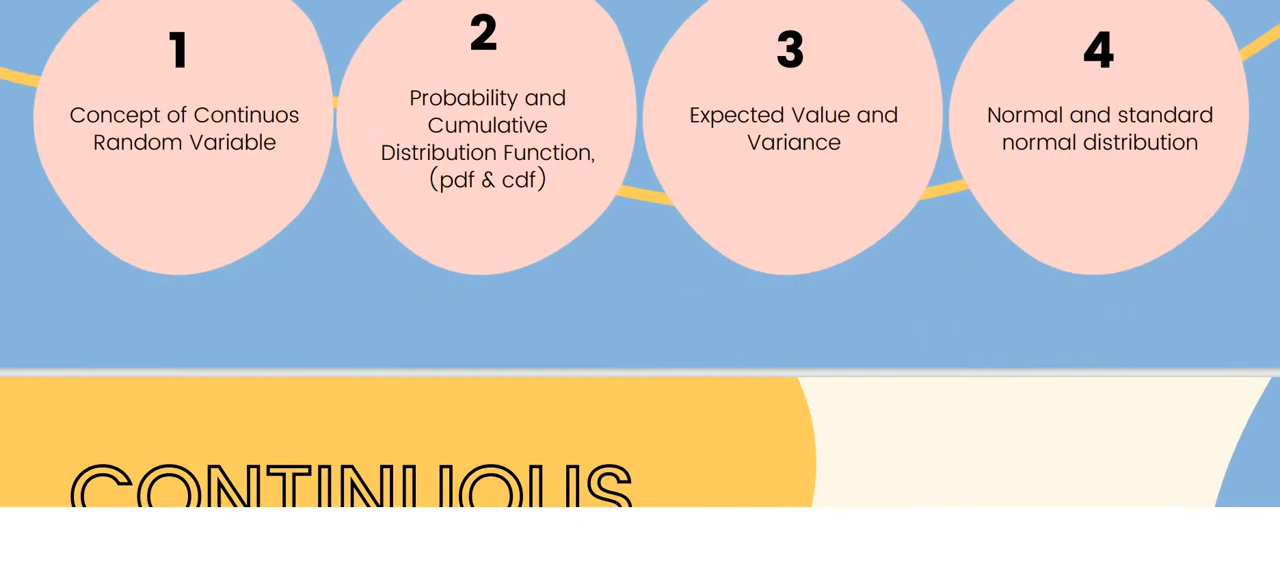 1
Concept of Continuos
Random Variable
2
Probability and
Cumulative
Distribution Function,
(pdf & cdf)
3
Expected Value and
Variance
4
Normal and standard
normal distribution
CONTINUOUS